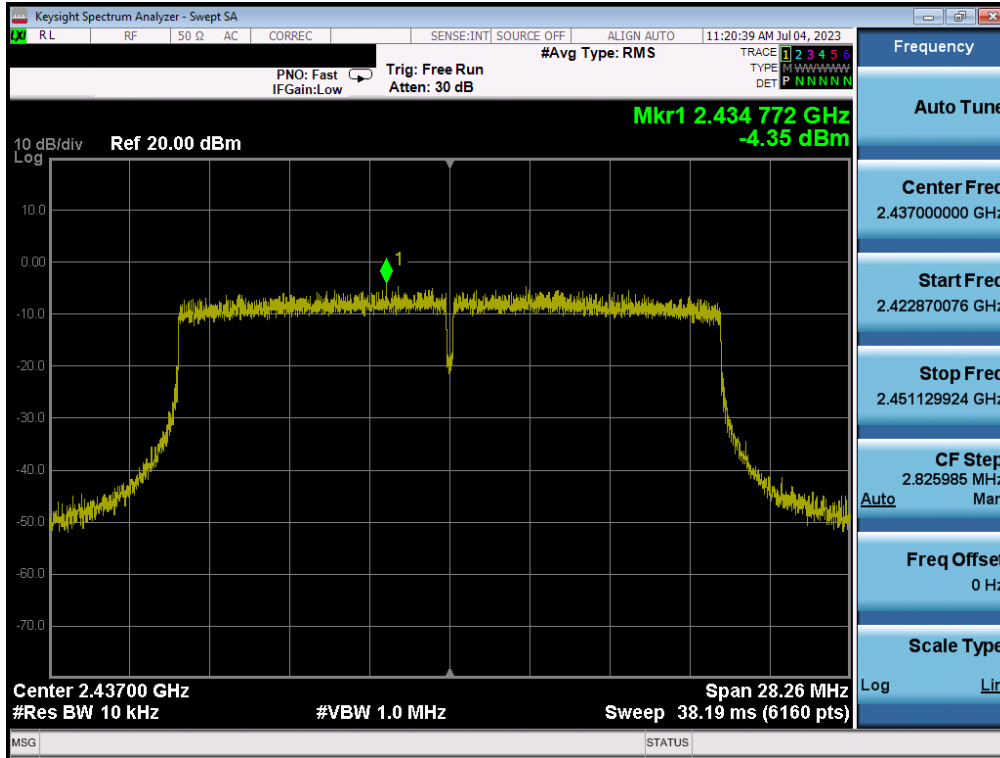 Keysight Spectrum Analyzer - Swept SA
LXI RL RF 50 Ω AC CORREC SENSE:INT SOURCE OFF ALIGN AUTO 11:20:39 AM Jul 04, 2023
#Avg Type: RMS
TRACE 1 2 3 4 5 6
TYPE M W W W W W
DET P N N N N N
PNO: Fast
IFGain:Low
Trig: Free Run
Atten: 30 dB
Mkr1 2.434 772 GHz
-4.35 dBm
10 dB/div
Log
Ref 20.00 dBm
10.0
0.00
-10.0
-20.0
-30.0
-40.0
-50.0
-60.0
-70.0
1
Center 2.43700 GHz
Span 28.26 MHz
#Res BW 10 kHz
#VBW 1.0 MHz
Sweep 38.19 ms (6160 pts)
MSG
STATUS
Frequency
Auto Tune
Center Freq
2.437000000 GHz
Start Freq
2.422870076 GHz
Stop Freq
2.451129924 GHz
CF Step
2.825985 MHz
Auto Man
Freq Offset
0 Hz
Scale Type
Log Lin